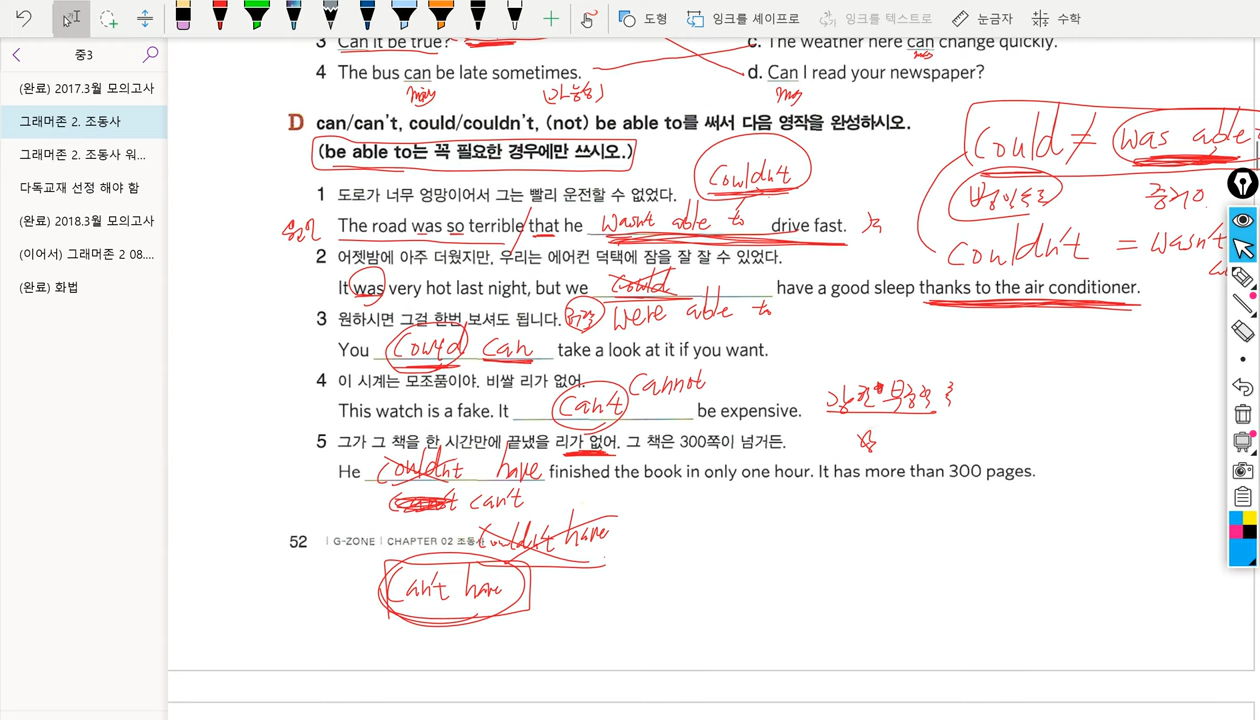 도형
잉크를 셰이프로
잉크를 텍스트로
눈금자
수학
중3
(완료) 2017.3월 모의고사
그래머존 2. 조동사
그래머존 2. 조동사 워...
다독교재 선정 해야 함
(완료) 2018.3월 모의고사
(이어서) 그래머존 2 08....
(완료) 화법
3 Can it be true?
c. The weather here can change quickly.
may
4 The bus can be late sometimes.
d. Can I read your newspaper?
may (가능성) may
D can/can't, could/couldn't, (not) be able to를 써서 다음 영작을 완성하시오.
(be able to는 꼭 필요한 경우에만 쓰시오.)
Could ≠ was able
couldn't
1 도로가 너무 엉망이어서 그는 빨리 운전할 수 없었다.
The road was so terrible that he wasn't able to drive fast.
couldn't = wasn't
2 어젯밤에 아주 더웠지만, 우리는 에어컨 덕택에 잠을 잘 잘 수 있었다.
It was very hot last night, but we could have a good sleep thanks to the air conditioner.
were able to
3 원하시면 그걸 한번 보셔도 됩니다.
You could can take a look at it if you want.
4 이 시계는 모조품이야. 비쌀 리가 없어.
cannot
This watch is a fake. It can't be expensive.
5 그가 그 책을 한 시간만에 끝냈을 리가 없어. 그 책은 300쪽이 넘거든.
He couldn't have finished the book in only one hour. It has more than 300 pages.
can't can't
couldn't have
52 | G-ZONE | CHAPTER 02 조동사
can't have